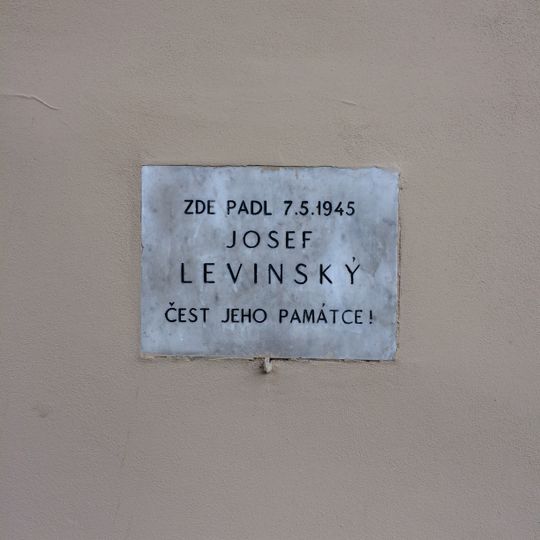 ZDE PADL 7.5.1945
JOSEF
LEVINSKÝ
ČEST JEHO PAMÁTCE!